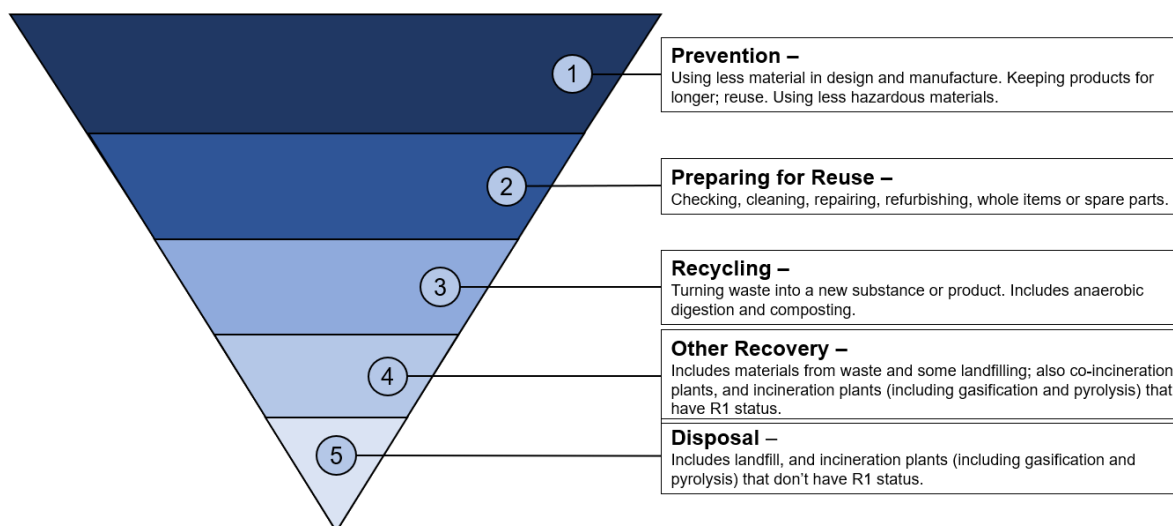 1
Prevention –
Using less material in design and manufacture. Keeping products for
longer; reuse. Using less hazardous materials.
2
Preparing for Reuse –
Checking, cleaning, repairing, refurbishing, whole items or spare parts.
3
Recycling –
Turning waste into a new substance or product. Includes anaerobic
digestion and composting.
4
Other Recovery –
Includes materials from waste and some landfilling; also co-incineration
plants, and incineration plants (including gasification and pyrolysis) that
have R1 status.
5
Disposal –
Includes landfill, and incineration plants (including gasification and
pyrolysis) that don’t have R1 status.